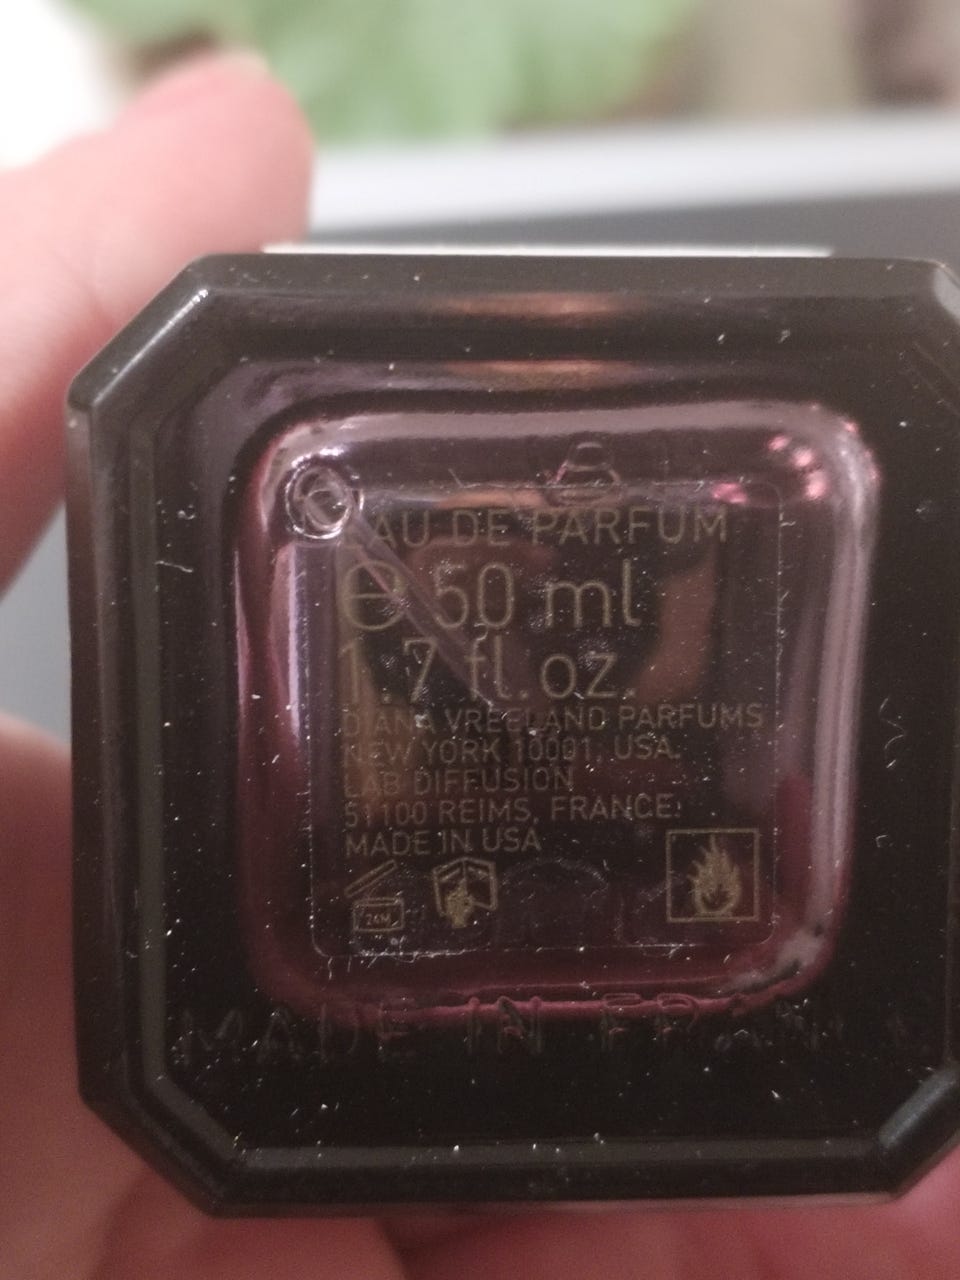 EAU DE PARFUM
e 50 ml
1.7 fl.oz.
DIANA VREELAND PARFUMS
NEW YORK 10001, USA.
LAB DIFFUSION
51100 REIMS, FRANCE.
MADE IN USA
24M
MADE IN FRANCE